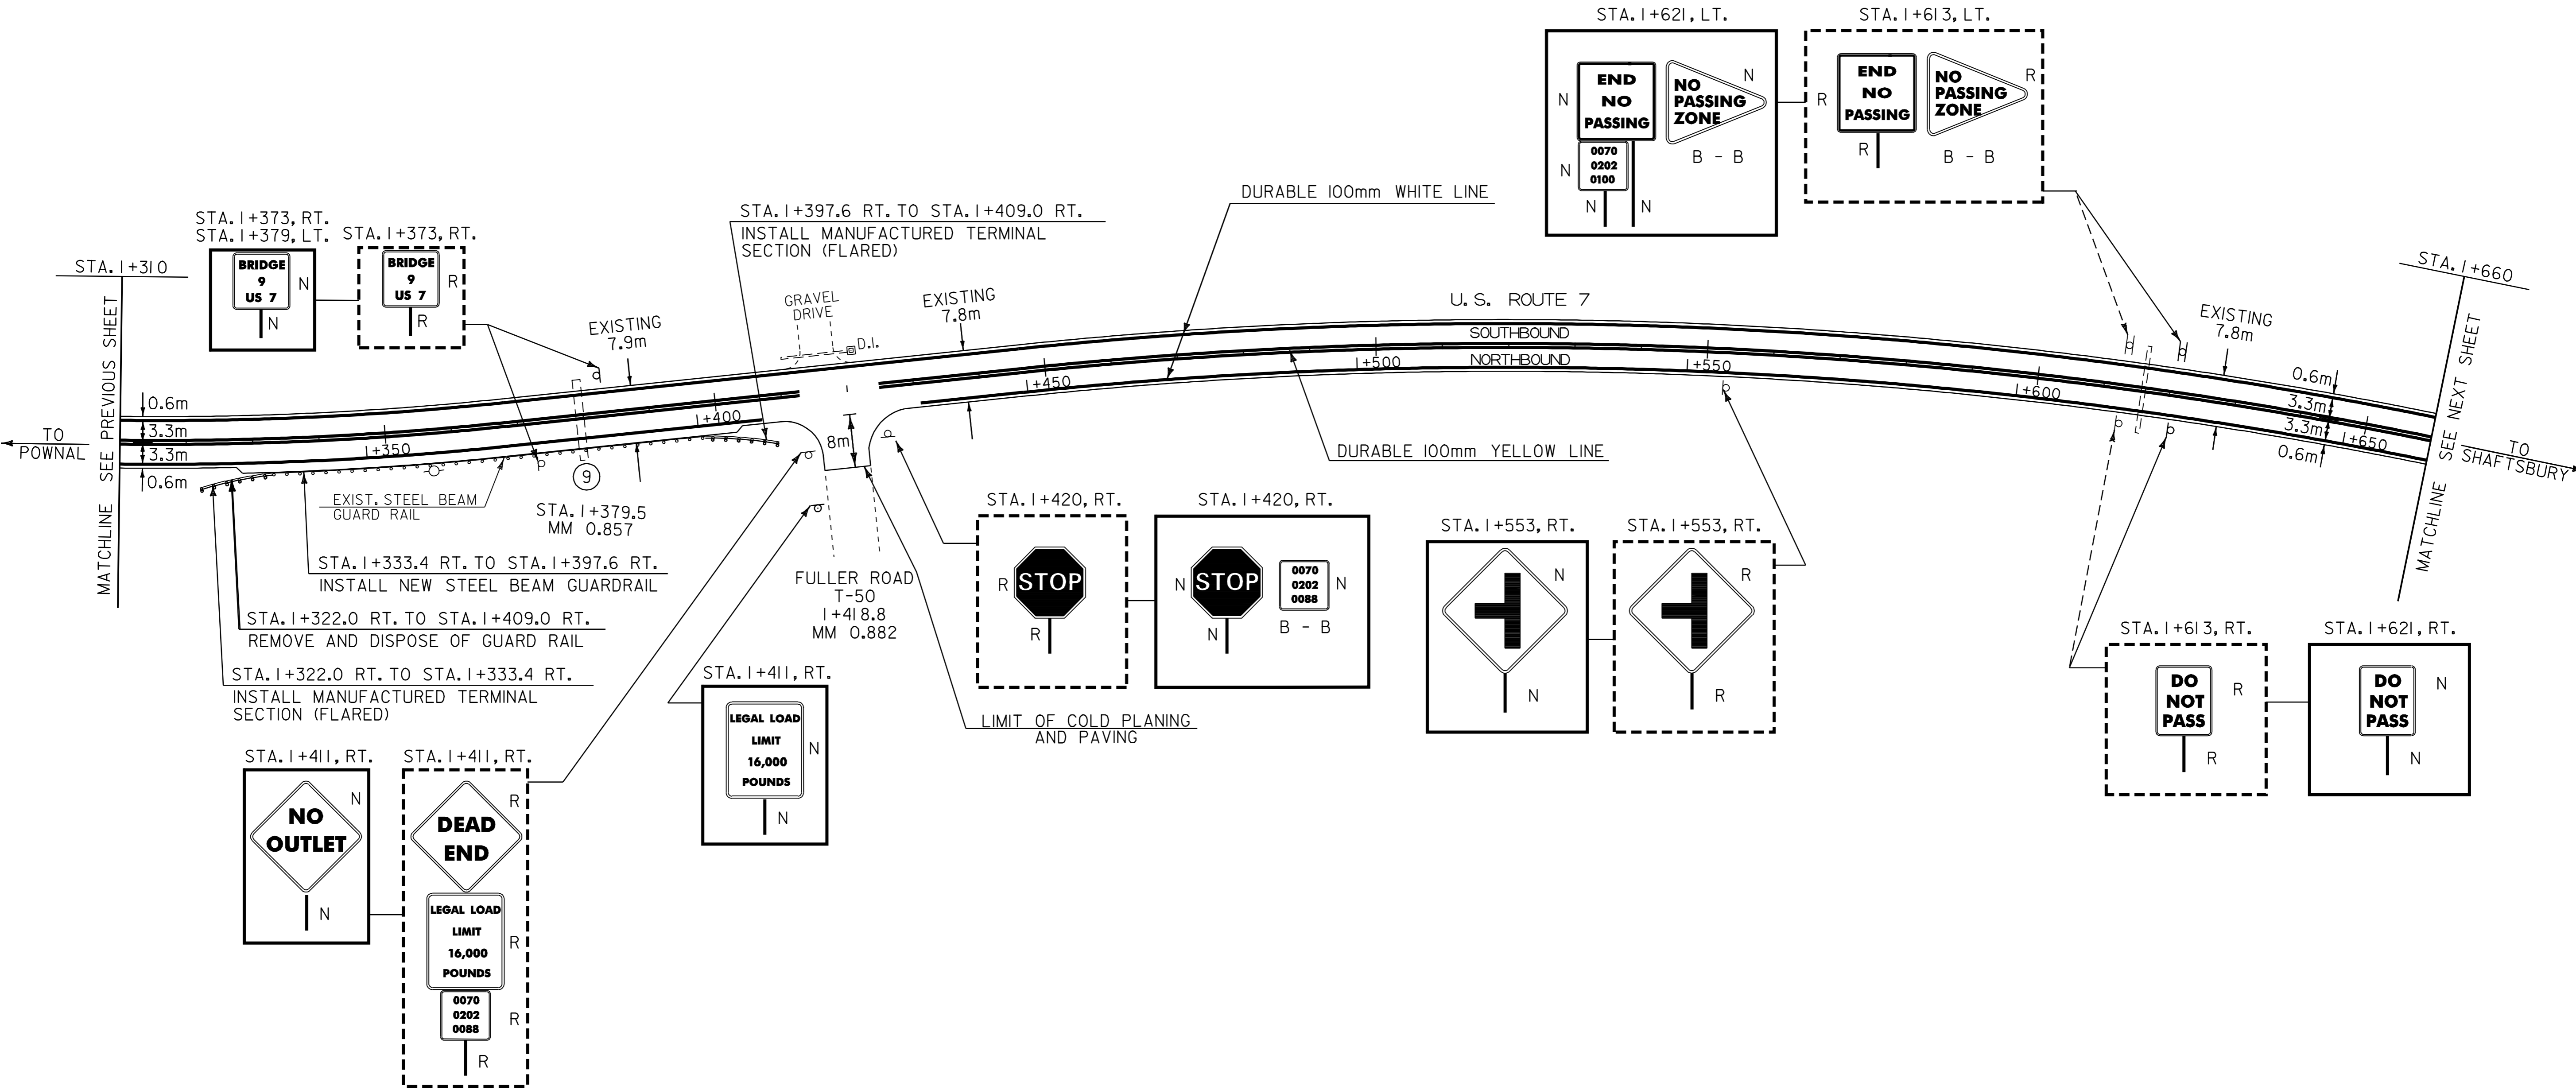 STA. 1+621, LT.
END
NO
PASSING
N
N
NO
PASSING
ZONE
B - B
0070
0202
0100
N
N
N
STA. 1+613, LT.
END
NO
PASSING
R
R
NO
PASSING
ZONE
R
B - B
DURABLE 100mm WHITE LINE
STA. 1+373, RT.
STA. 1+379, LT.
BRIDGE
9
US 7
N
N
STA. 1+373, RT.
BRIDGE
9
US 7
R
R
STA. 1+397.6 RT. TO STA. 1+409.0 RT.
INSTALL MANUFACTURED TERMINAL
SECTION (FLARED)
STA. 1+310
MATCHLINE SEE PREVIOUS SHEET
TO
POWNAL
0.6m
3.3m
3.3m
0.6m
EXISTING
7.9m
GRAVEL
DRIVE
D.I.
EXISTING
7.8m
U.S. ROUTE 7
SOUTHBOUND
NORTHBOUND
1+350
1+400
1+450
1+500
1+550
1+600
1+650
EXISTING
7.8m
0.6m
3.3m
3.3m
0.6m
STA. 1+660
MATCHLINE SEE NEXT SHEET
TO
SHAFTSBURY
8m
9
STA. 1+379.5
MM 0.857
EXIST. STEEL BEAM
GUARD RAIL
DURABLE 100mm YELLOW LINE
STA. 1+333.4 RT. TO STA. 1+397.6 RT.
INSTALL NEW STEEL BEAM GUARDRAIL
STA. 1+322.0 RT. TO STA. 1+409.0 RT.
REMOVE AND DISPOSE OF GUARD RAIL
STA. 1+322.0 RT. TO STA. 1+333.4 RT.
INSTALL MANUFACTURED TERMINAL
SECTION (FLARED)
FULLER ROAD
T-50
1+418.8
MM 0.882
STA. 1+420, RT.
R
STOP
R
STA. 1+420, RT.
N
STOP
N
0070
0202
0088
N
B - B
STA. 1+553, RT.
N
N
STA. 1+553, RT.
R
R
STA. 1+613, RT.
DO
NOT
PASS
R
R
STA. 1+621, RT.
DO
NOT
PASS
N
N
STA. 1+411, RT.
LEGAL LOAD
LIMIT
16,000
POUNDS
N
N
LIMIT OF COLD PLANING
AND PAVING
STA. 1+411, RT.
NO
OUTLET
N
N
STA. 1+411, RT.
DEAD
END
R
LEGAL LOAD
LIMIT
16,000
POUNDS
R
0070
0202
0088
R
R